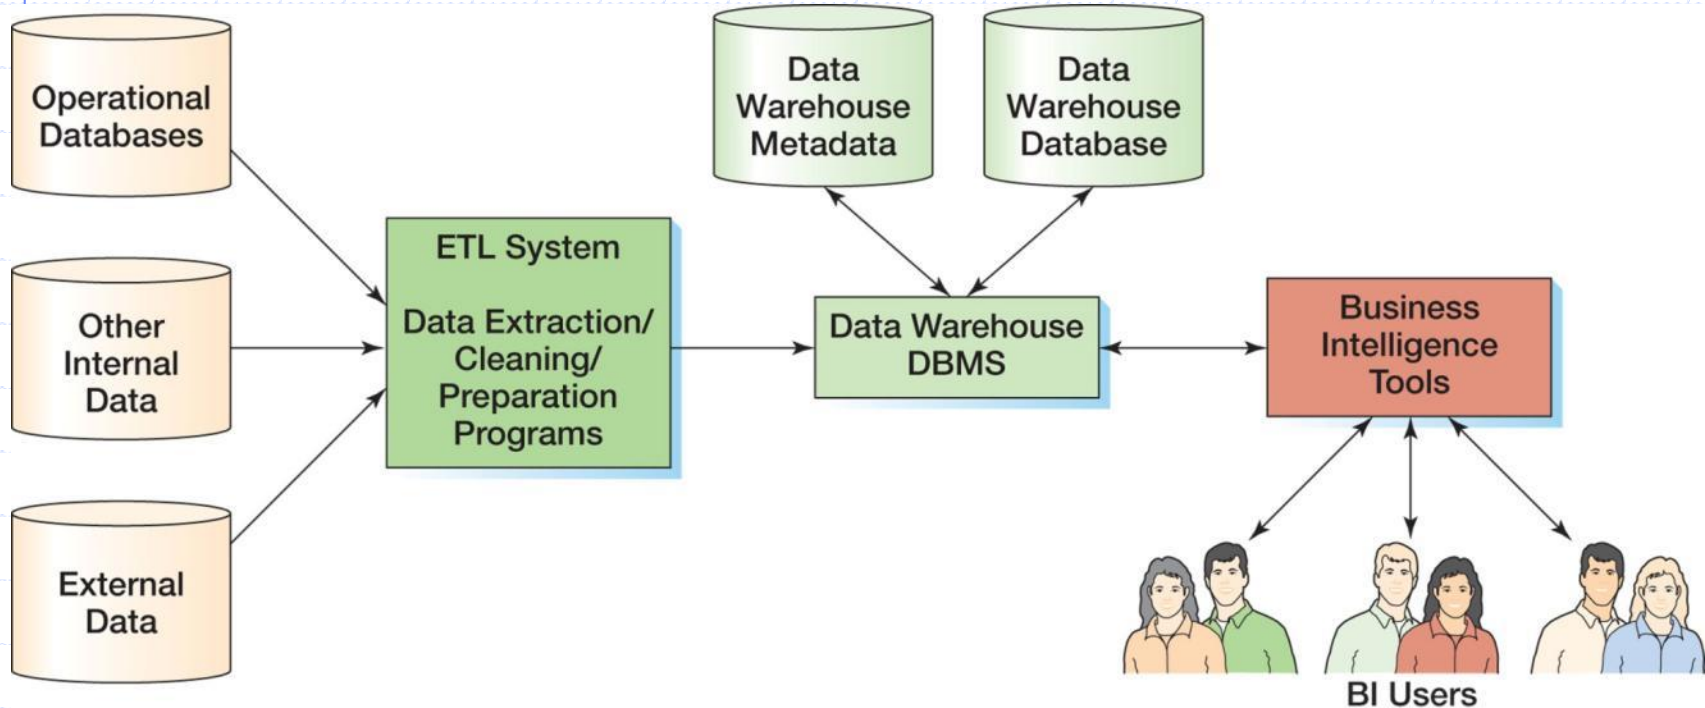 Operational
Databases
Other
Internal
Data
External
Data
ETL System
Data Extraction/
Cleaning/
Preparation
Programs
Data
Warehouse
Metadata
Data
Warehouse
Database
Data Warehouse
DBMS
Business
Intelligence
Tools
BI Users